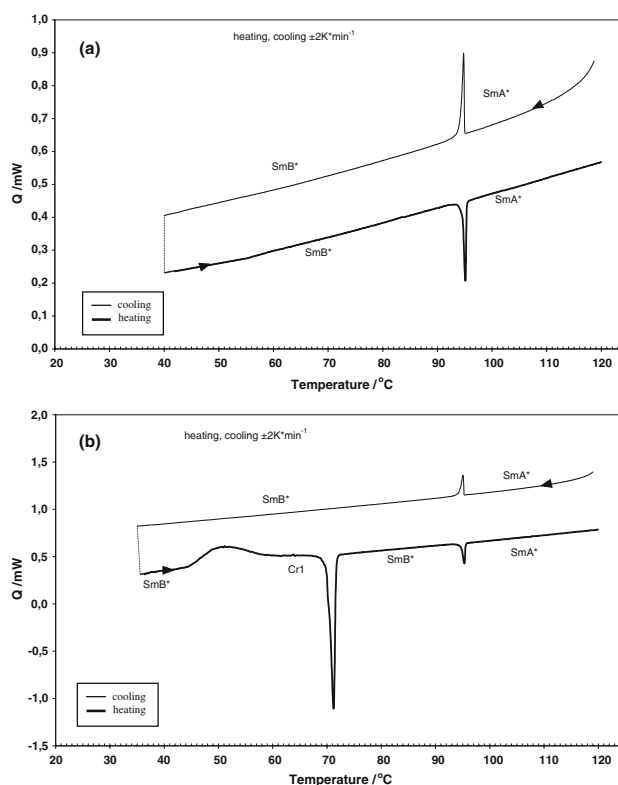 (a)
heating, cooling ±2K*min⁻¹
1,0
0,9
0,8
0,7
0,6
0,5
0,4
0,3
0,2
0,1
0,0
Q /mW
SmA*
SmB*
SmA*
SmB*
cooling
heating
20 30 40 50 60 70 80 90 100 110 120
Temperature /°C
(b)
heating, cooling ±2K*min⁻¹
2,0
1,5
1,0
0,5
0,0
-0,5
-1,0
-1,5
Q /mW
SmA*
SmB*
SmB*
Cr1
SmB*
SmA*
cooling
heating
20 30 40 50 60 70 80 90 100 110 120
Temperature /°C